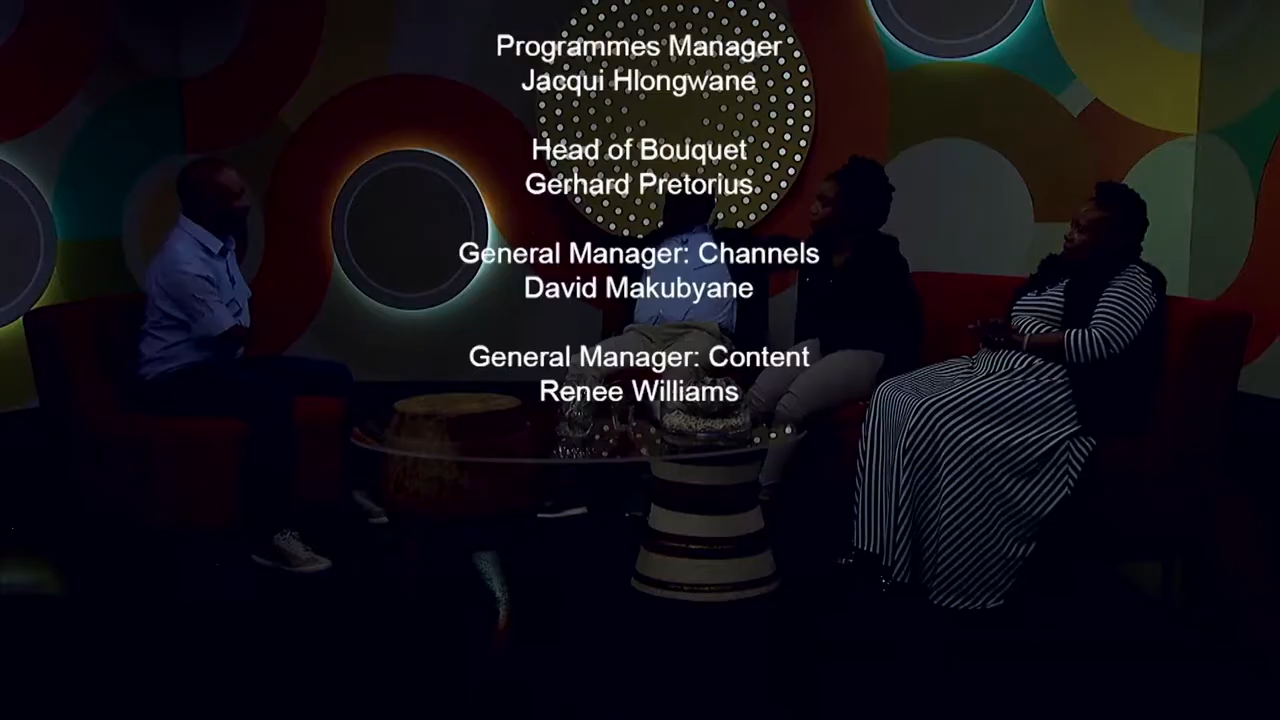 Programmes Manager
Jacqui Hlongwane
Head of Bouquet
Gerhard Pretorius
General Manager: Channels
David Makubyane
General Manager: Content
Renee Williams